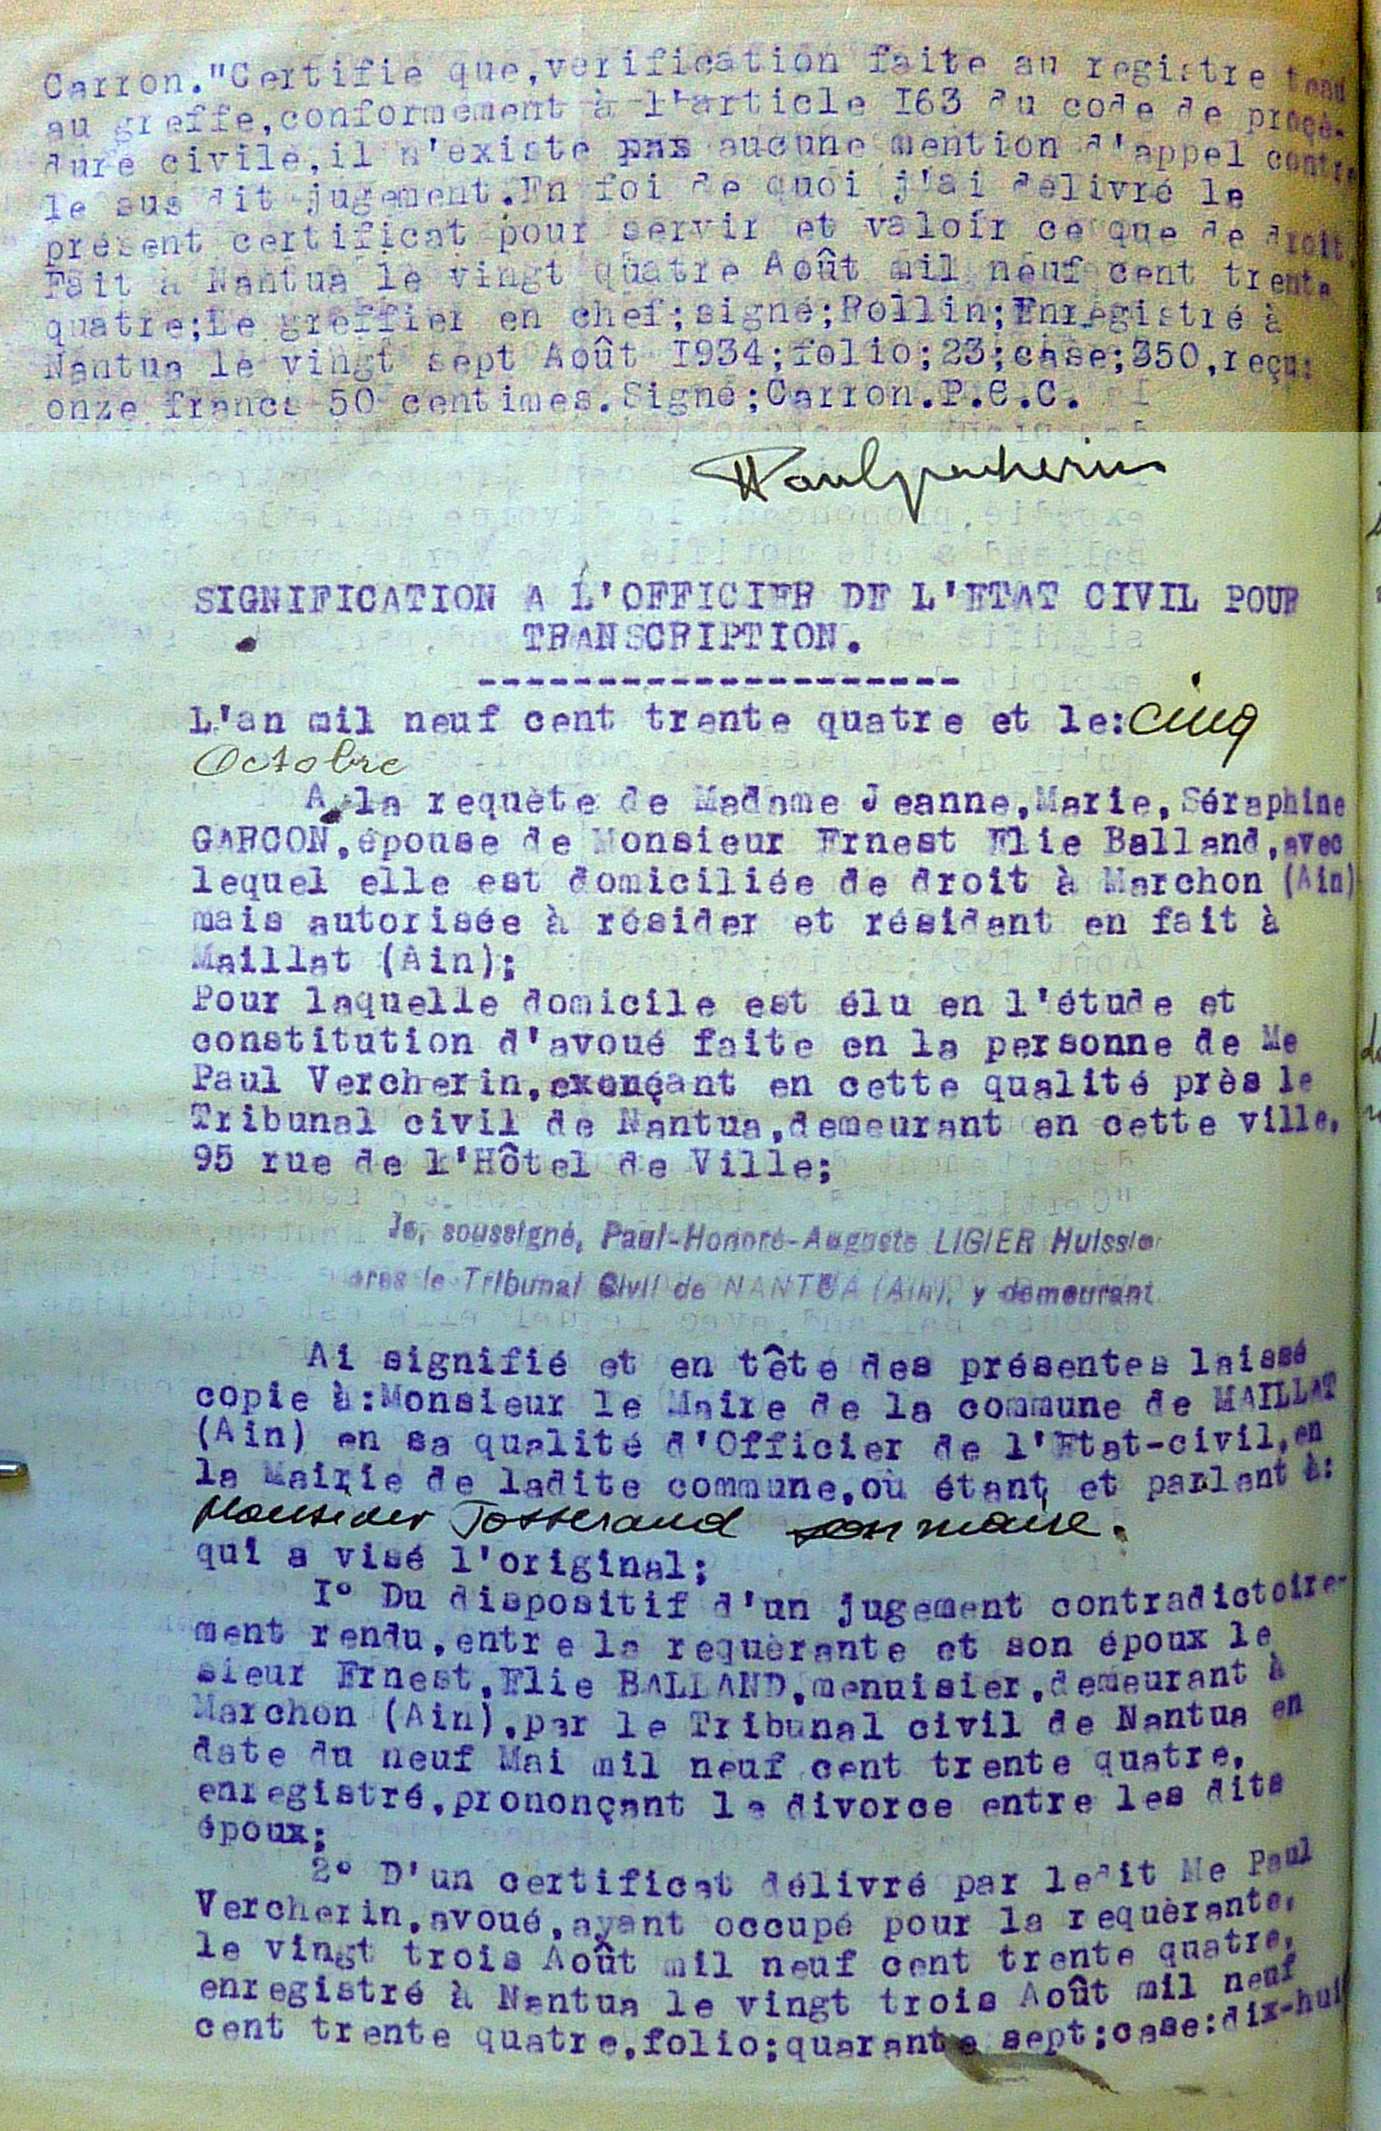 Carron."Certifie que,verification faite au registre tenu
au greffe,conformément à l'article I63 du code de procé-
dure civile,il n'existe pas aucune mention d'appel contre
le sus dit jugement.En foi de quoi j'ai délivré le
présent certificat pour servir et valoir ce que de droit.
Fait à Nantua le vingt quatre Août mil neuf cent trente
quatre;Le greffier en chef;signé;Rollin;Enregistré à
Nantua le vingt sept Août I934;folio;23;case;350,reçu:
onze francs 50 centimes.Signé;Carron.P.C.C.
SIGNIFICATION A L'OFFICIER DE L'ETAT CIVIL POUR
TRANSCRIPTION.
--------------------
L'an mil neuf cent trente quatre et le:cinq
Octobre
A la requète de Madame Jeanne,Marie,Séraphine
GARCON,épouse de Monsieur Ernest Elie Balland,avec
lequel elle est domiciliée de droit à Marchon (Ain)
mais autorisée à résider et résidant en fait à
Maillat (Ain);
Pour laquelle domicile est élu en l'étude et
constitution d'avoué faite en la personne de Me
Paul Vercherin,exerçant en cette qualité près le
Tribunal civil de Nantua,demeurant en cette ville,
95 rue de l'Hôtel de Ville;
Je, soussigné, Paul-Honoré-Auguste LIGIER Huissier
près le Tribunal Civil de NANTUA (Ain), y demeurant
Ai signifié et en tête des présentes laissé
copie à:Monsieur le Maire de la commune de MAILLAT
(Ain) en sa qualité d'Officier de l'Etat-civil,en
la Mairie de ladite commune,où étant et parlant à:
Monsieur Josserand son maire.
qui a visé l'original;
I° Du dispositif d'un jugement contradictoire-
ment rendu,entre la requèrante et son époux le
sieur Ernest,Elie BALLAND,menuisier,demeurant à
Marchon (Ain),par le Tribunal civil de Nantua en
date du neuf Mai mil neuf cent trente quatre,
enregistré,prononçant le divorce entre les dits
époux;
2° D'un certificat délivré par ledit Me Paul
Vercherin,avoué,ayant occupé pour la requèrante,
le vingt trois Août mil neuf cent trente quatre,
enregistré à Nantua le vingt trois Août mil neuf
cent trente quatre,folio;quarante sept;case:dix-huit